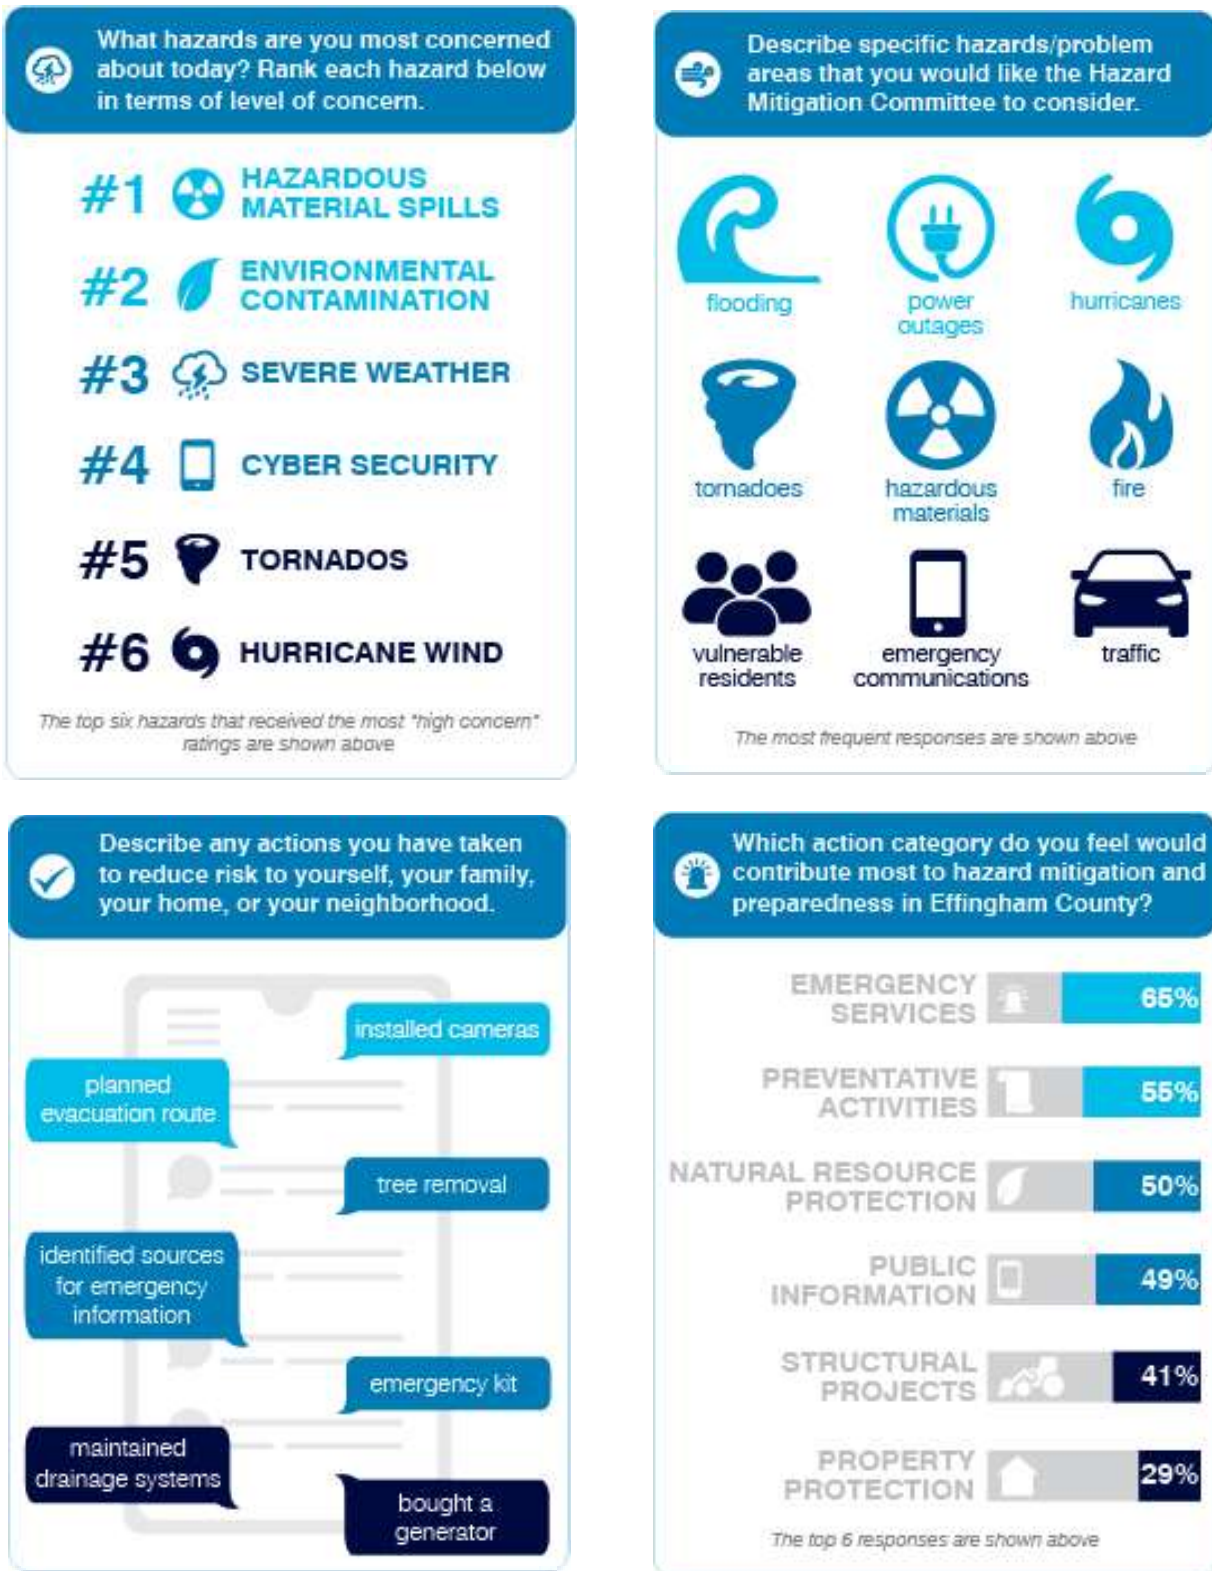 What hazards are you most concerned
about today? Rank each hazard below
in terms of level of concern.
#1 HAZARDOUS
MATERIAL SPILLS
#2 ENVIRONMENTAL
CONTAMINATION
#3 SEVERE WEATHER
#4 CYBER SECURITY
#5 TORNADOS
#6 HURRICANE WIND
The top six hazards that received the most "high concern"
ratings are shown above
Describe specific hazards/problem
areas that you would like the Hazard
Mitigation Committee to consider.
flooding
power
outages
hurricanes
tornadoes
hazardous
materials
fire
vulnerable
residents
emergency
communications
traffic
The most frequent responses are shown above
Describe any actions you have taken
to reduce risk to yourself, your family,
your home, or your neighborhood.
installed cameras
planned
evacuation route
tree removal
identified sources
for emergency
information
emergency kit
maintained
drainage systems
bought a
generator
Which action category do you feel would
contribute most to hazard mitigation and
preparedness in Effingham County?
EMERGENCY
SERVICES
65%
PREVENTATIVE
ACTIVITIES
55%
NATURAL RESOURCE
PROTECTION
50%
PUBLIC
INFORMATION
49%
STRUCTURAL
PROJECTS
41%
PROPERTY
PROTECTION
29%
The top 6 responses are shown above